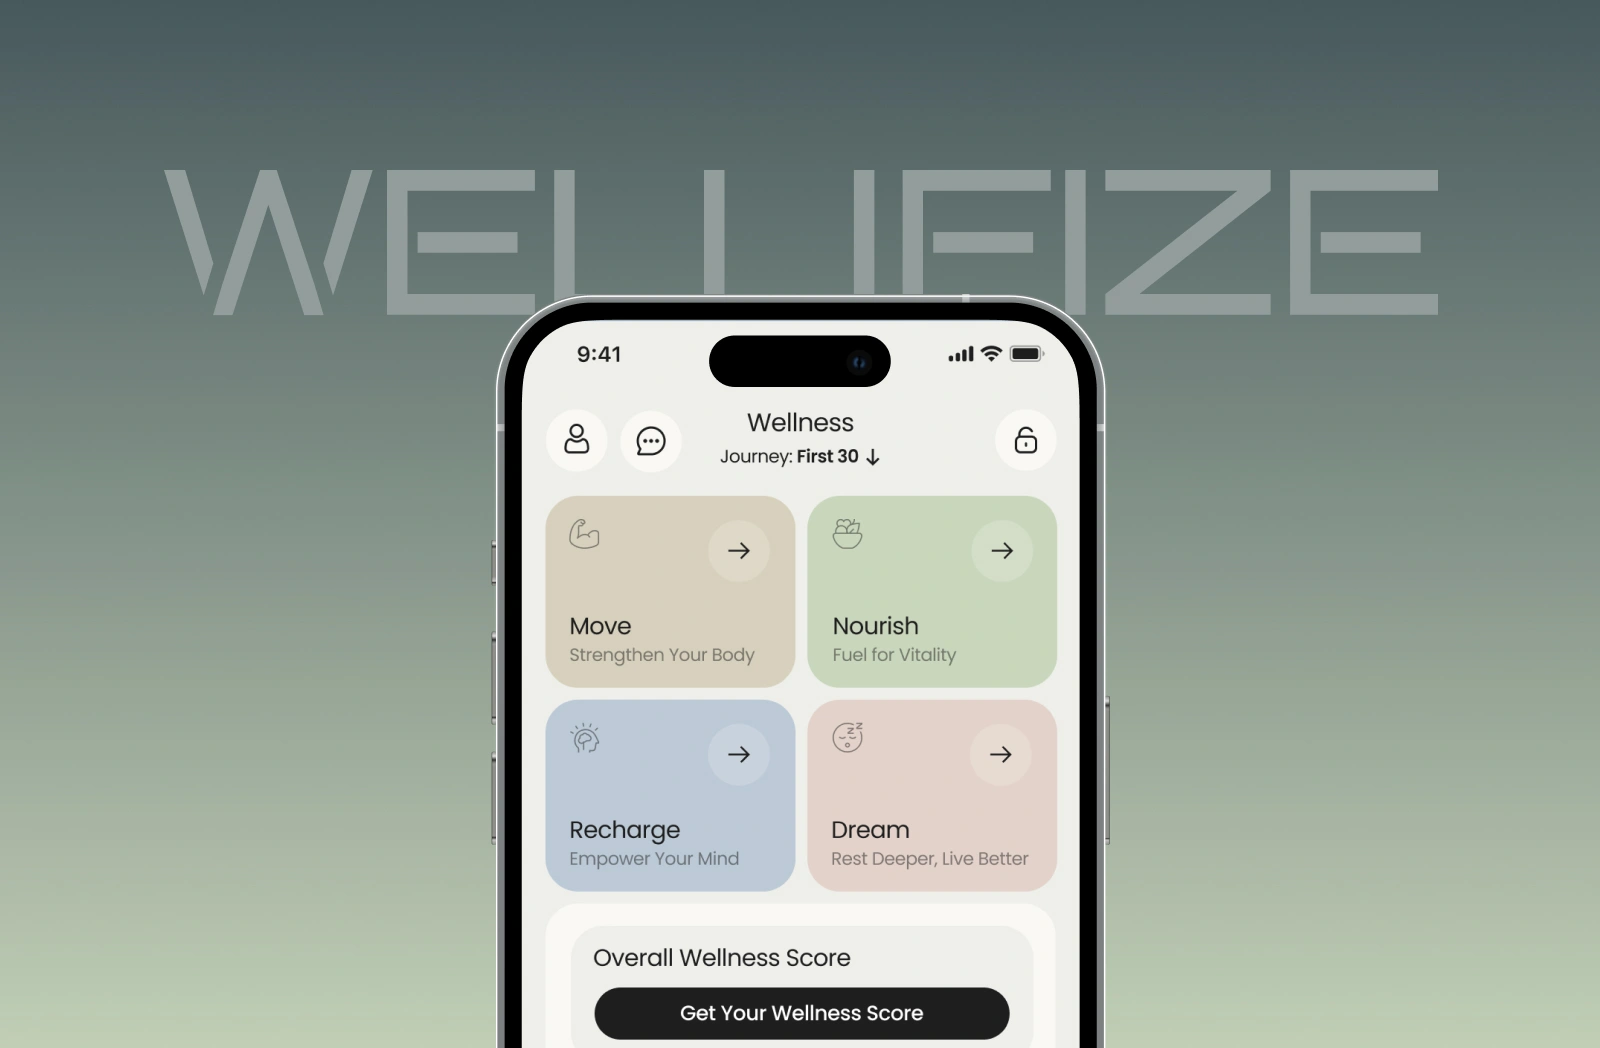 WELLIFIZE
9:41
Wellness
Journey: First 30 ↓
Move
Strengthen Your Body
Nourish
Fuel for Vitality
Recharge
Empower Your Mind
Dream
Rest Deeper, Live Better
Overall Wellness Score
Get Your Wellness Score